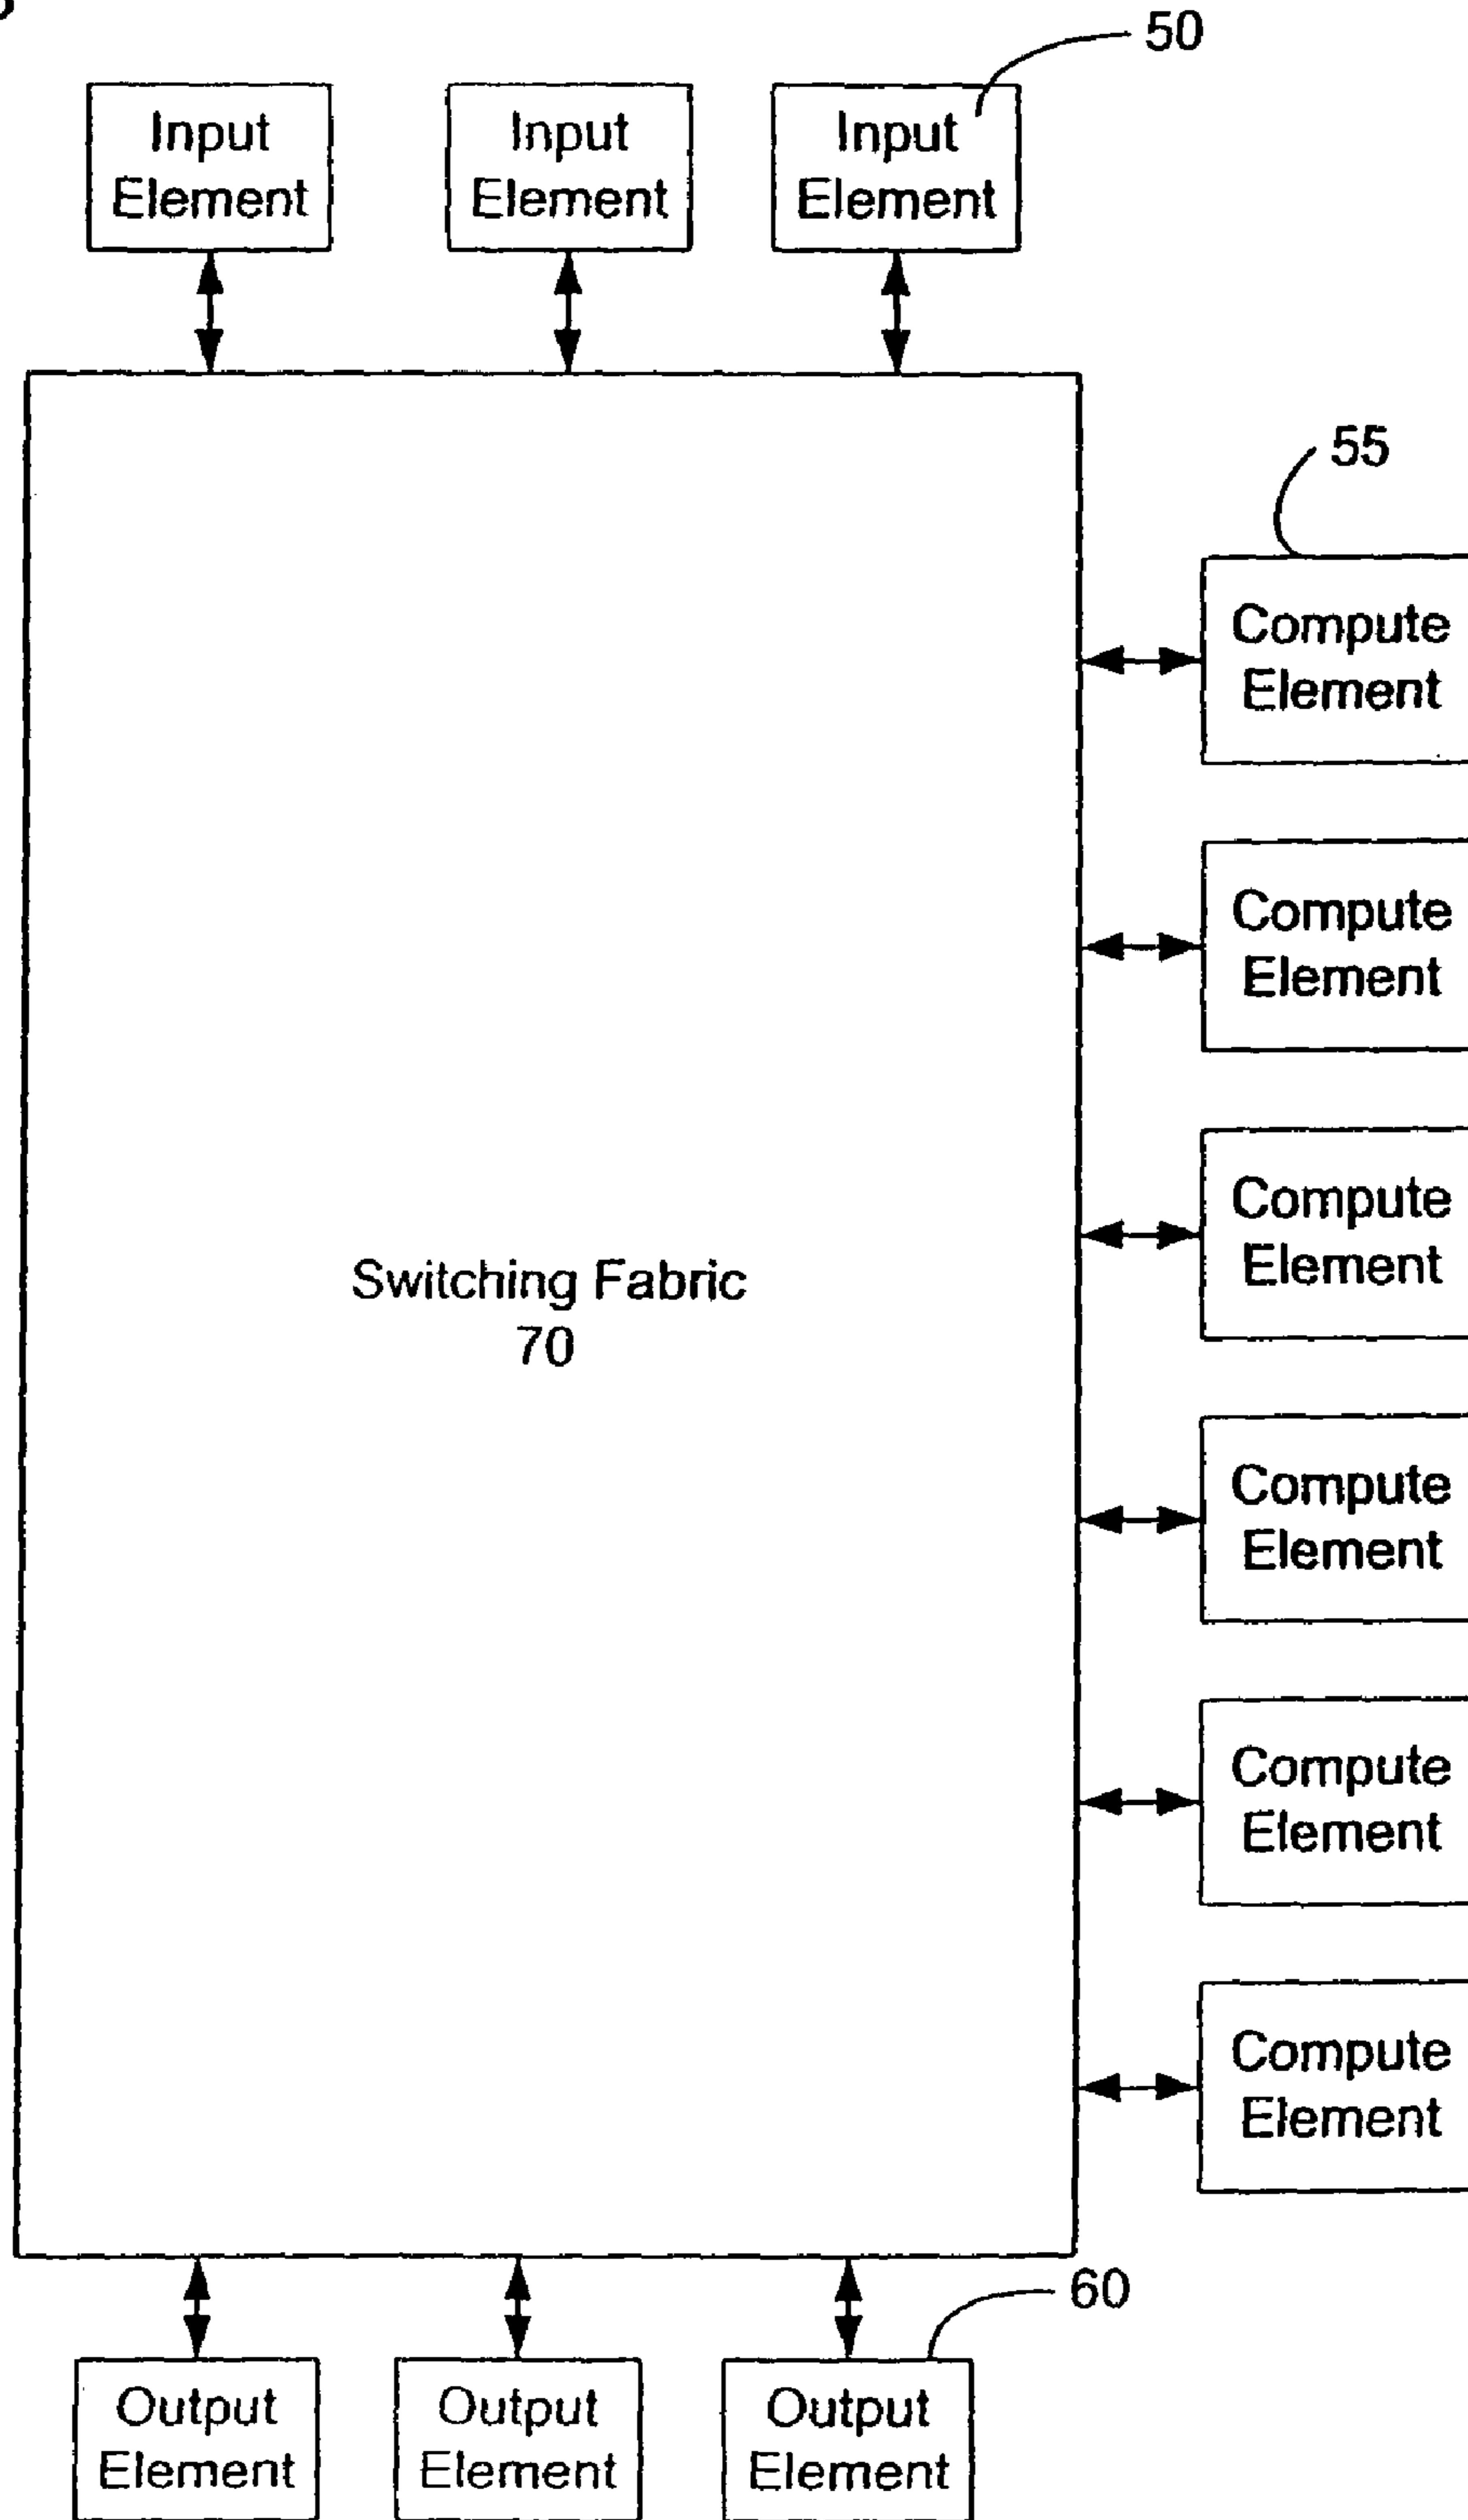 50
Input
Element
Input
Element
Input
Element
55
Compute
Element
Compute
Element
Compute
Element
Switching Fabric
70
Compute
Element
Compute
Element
Compute
Element
60
Output
Element
Output
Element
Output
Element